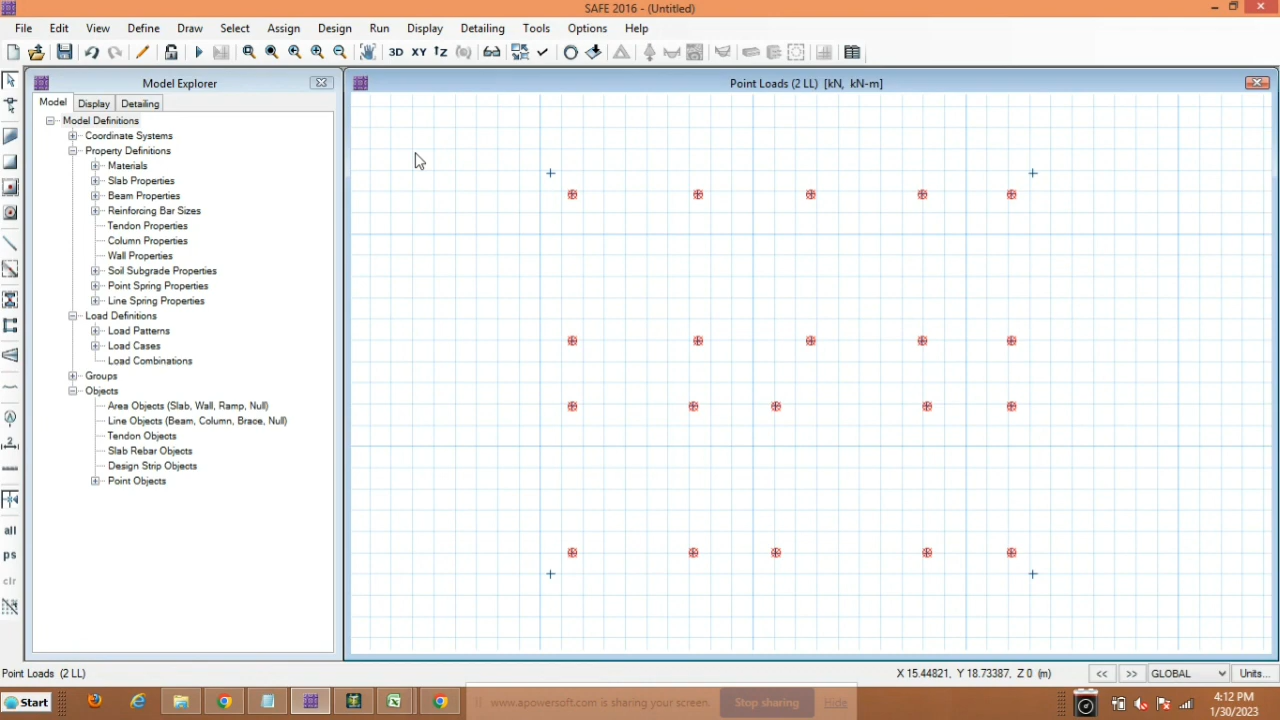 SAFE 2016 - (Untitled)
File Edit View Define Draw Select Assign Design Run Display Detailing Tools Options Help
3D XY
Model Explorer
Point Loads (2 LL) [kN, kN-m]
Model Display Detailing
Model Definitions
Coordinate Systems
Property Definitions
Materials
Slab Properties
Beam Properties
Reinforcing Bar Sizes
Tendon Properties
Column Properties
Wall Properties
Soil Subgrade Properties
Point Spring Properties
Line Spring Properties
Load Definitions
Load Patterns
Load Cases
Load Combinations
Groups
Objects
Area Objects (Slab, Wall, Ramp, Null)
Line Objects (Beam, Column, Brace, Null)
Tendon Objects
Slab Rebar Objects
Design Strip Objects
Point Objects
all
ps
clr
Point Loads (2 LL)
X 15.44821, Y 18.73387, Z 0 (m)
<< >> GLOBAL Units...
Start
www.apowersoft.com is sharing your screen. Stop sharing Hide
4:12 PM
1/30/2023